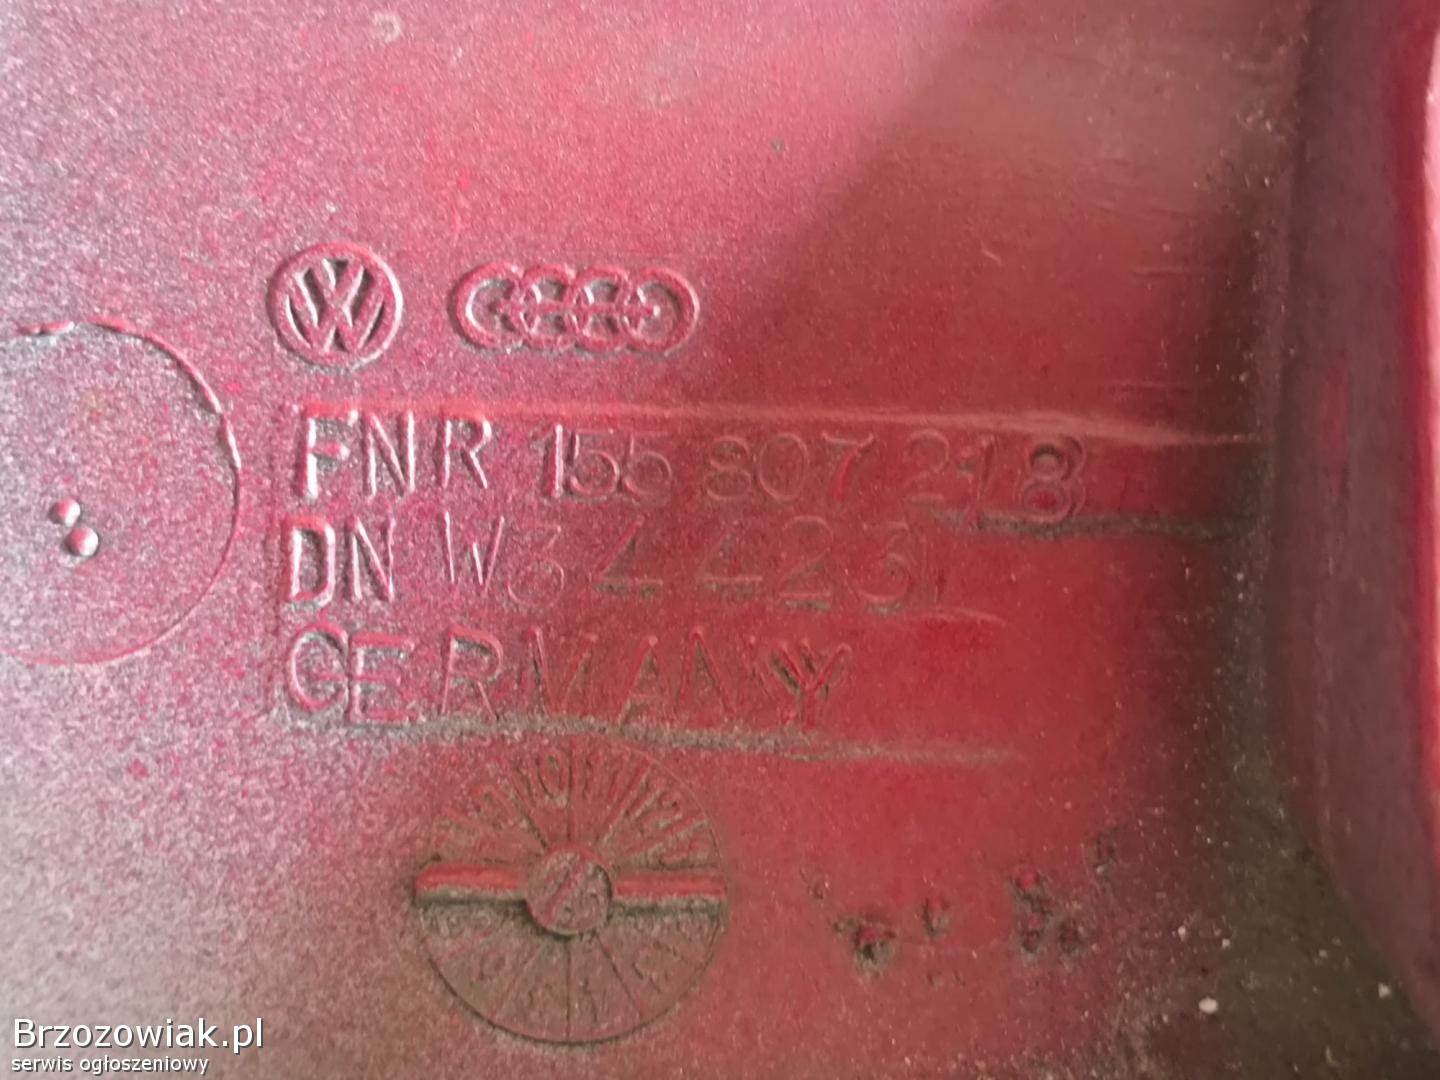 FNR 155 807 218
DN W34423
GERMANY
Brzozowiak.pl
serwis ogłoszeniowy